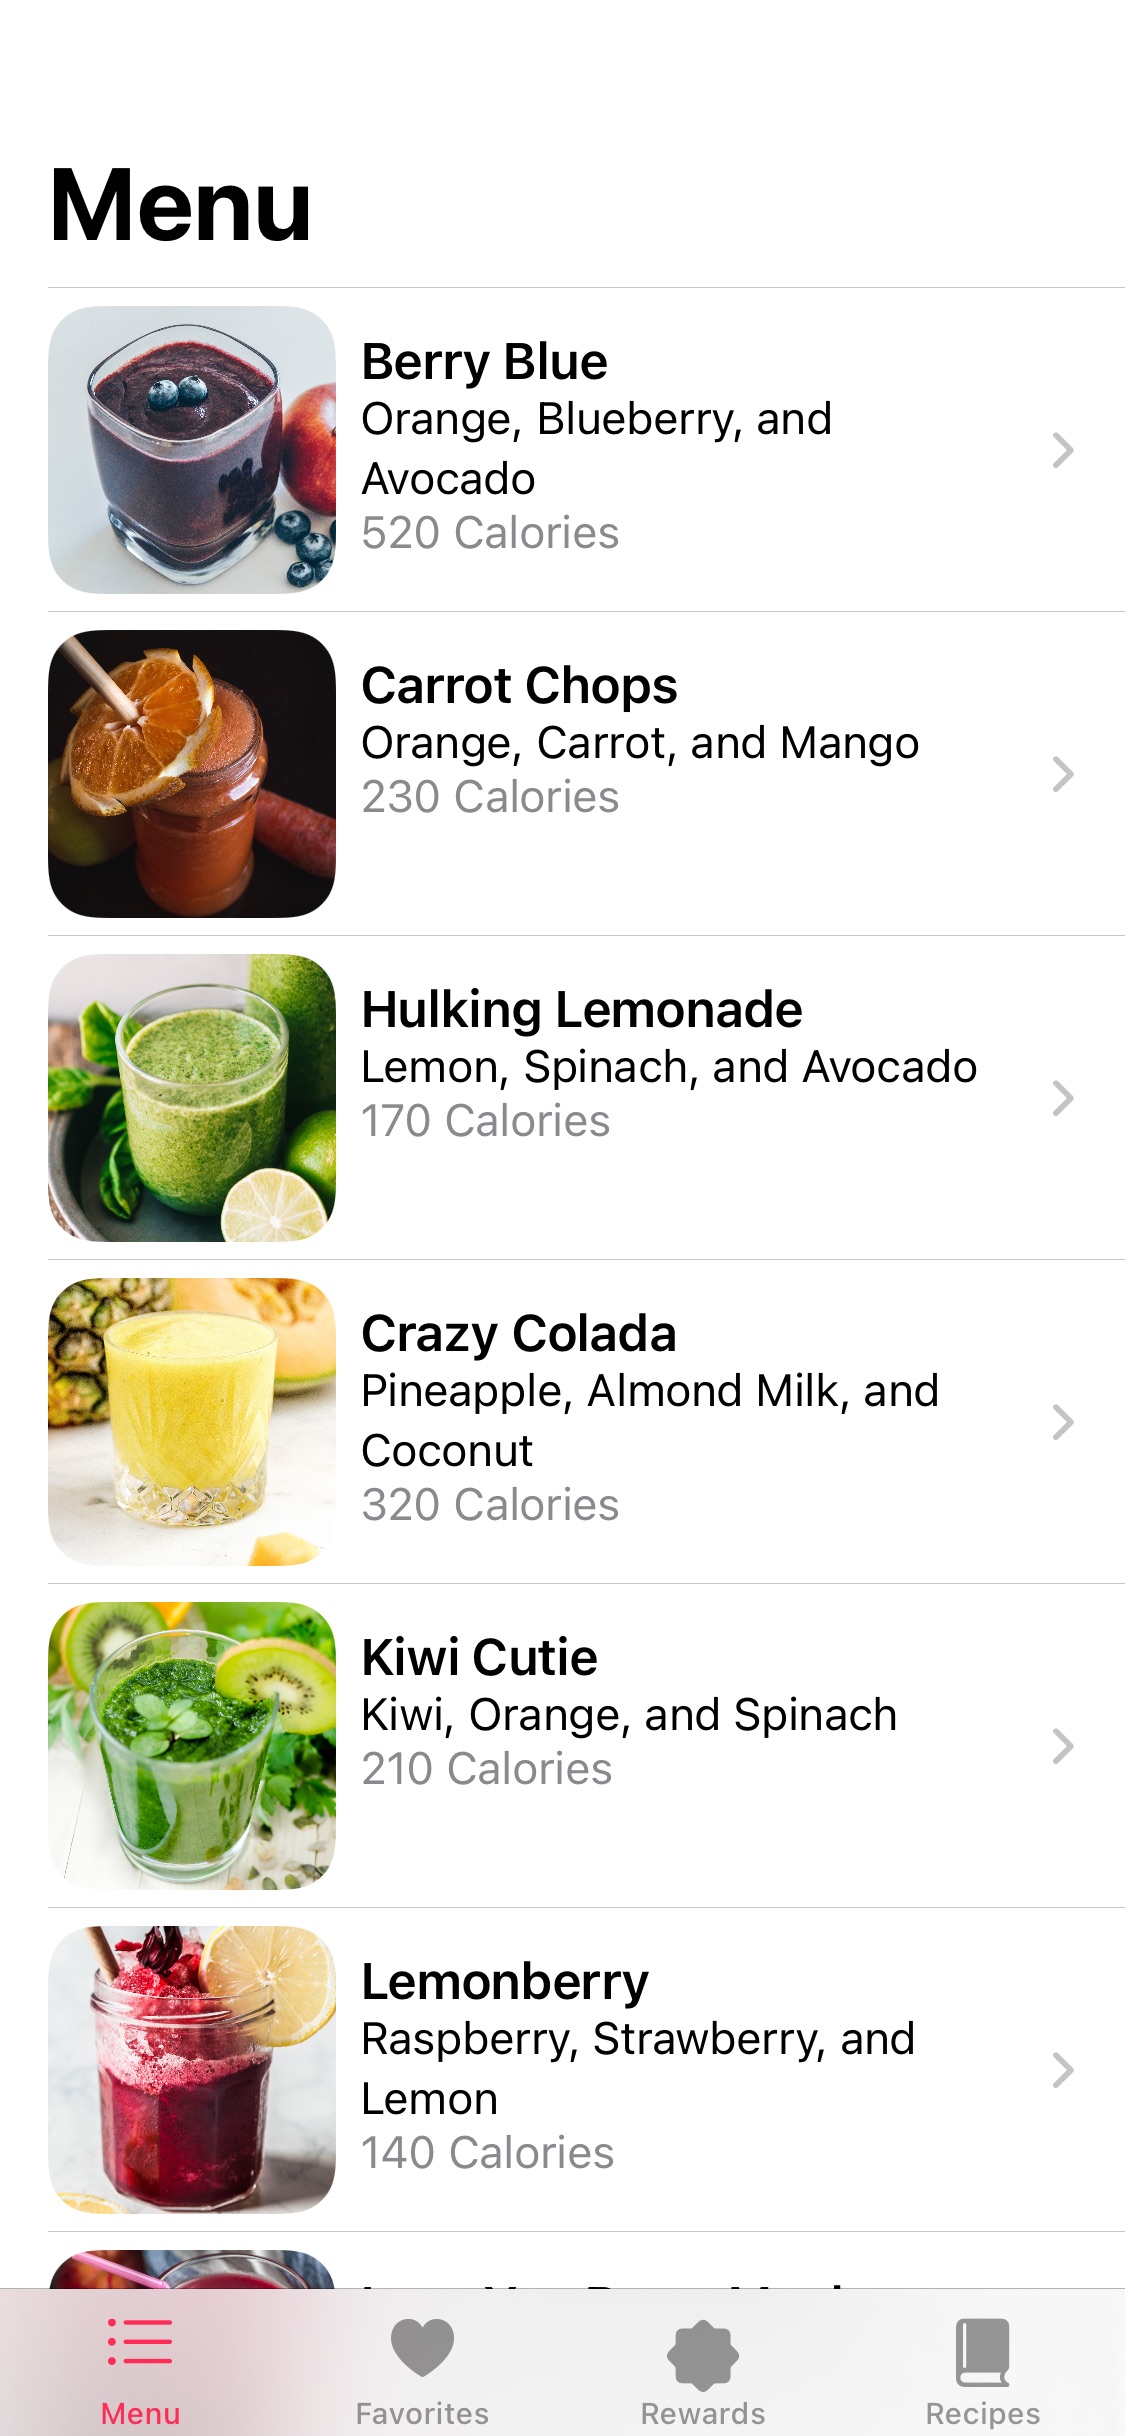 Menu
Berry Blue
Orange, Blueberry, and
Avocado
520 Calories
Carrot Chops
Orange, Carrot, and Mango
230 Calories
Hulking Lemonade
Lemon, Spinach, and Avocado
170 Calories
Crazy Colada
Pineapple, Almond Milk, and
Coconut
320 Calories
Kiwi Cutie
Kiwi, Orange, and Spinach
210 Calories
Lemonberry
Raspberry, Strawberry, and
Lemon
140 Calories
Menu
Favorites
Rewards
Recipes